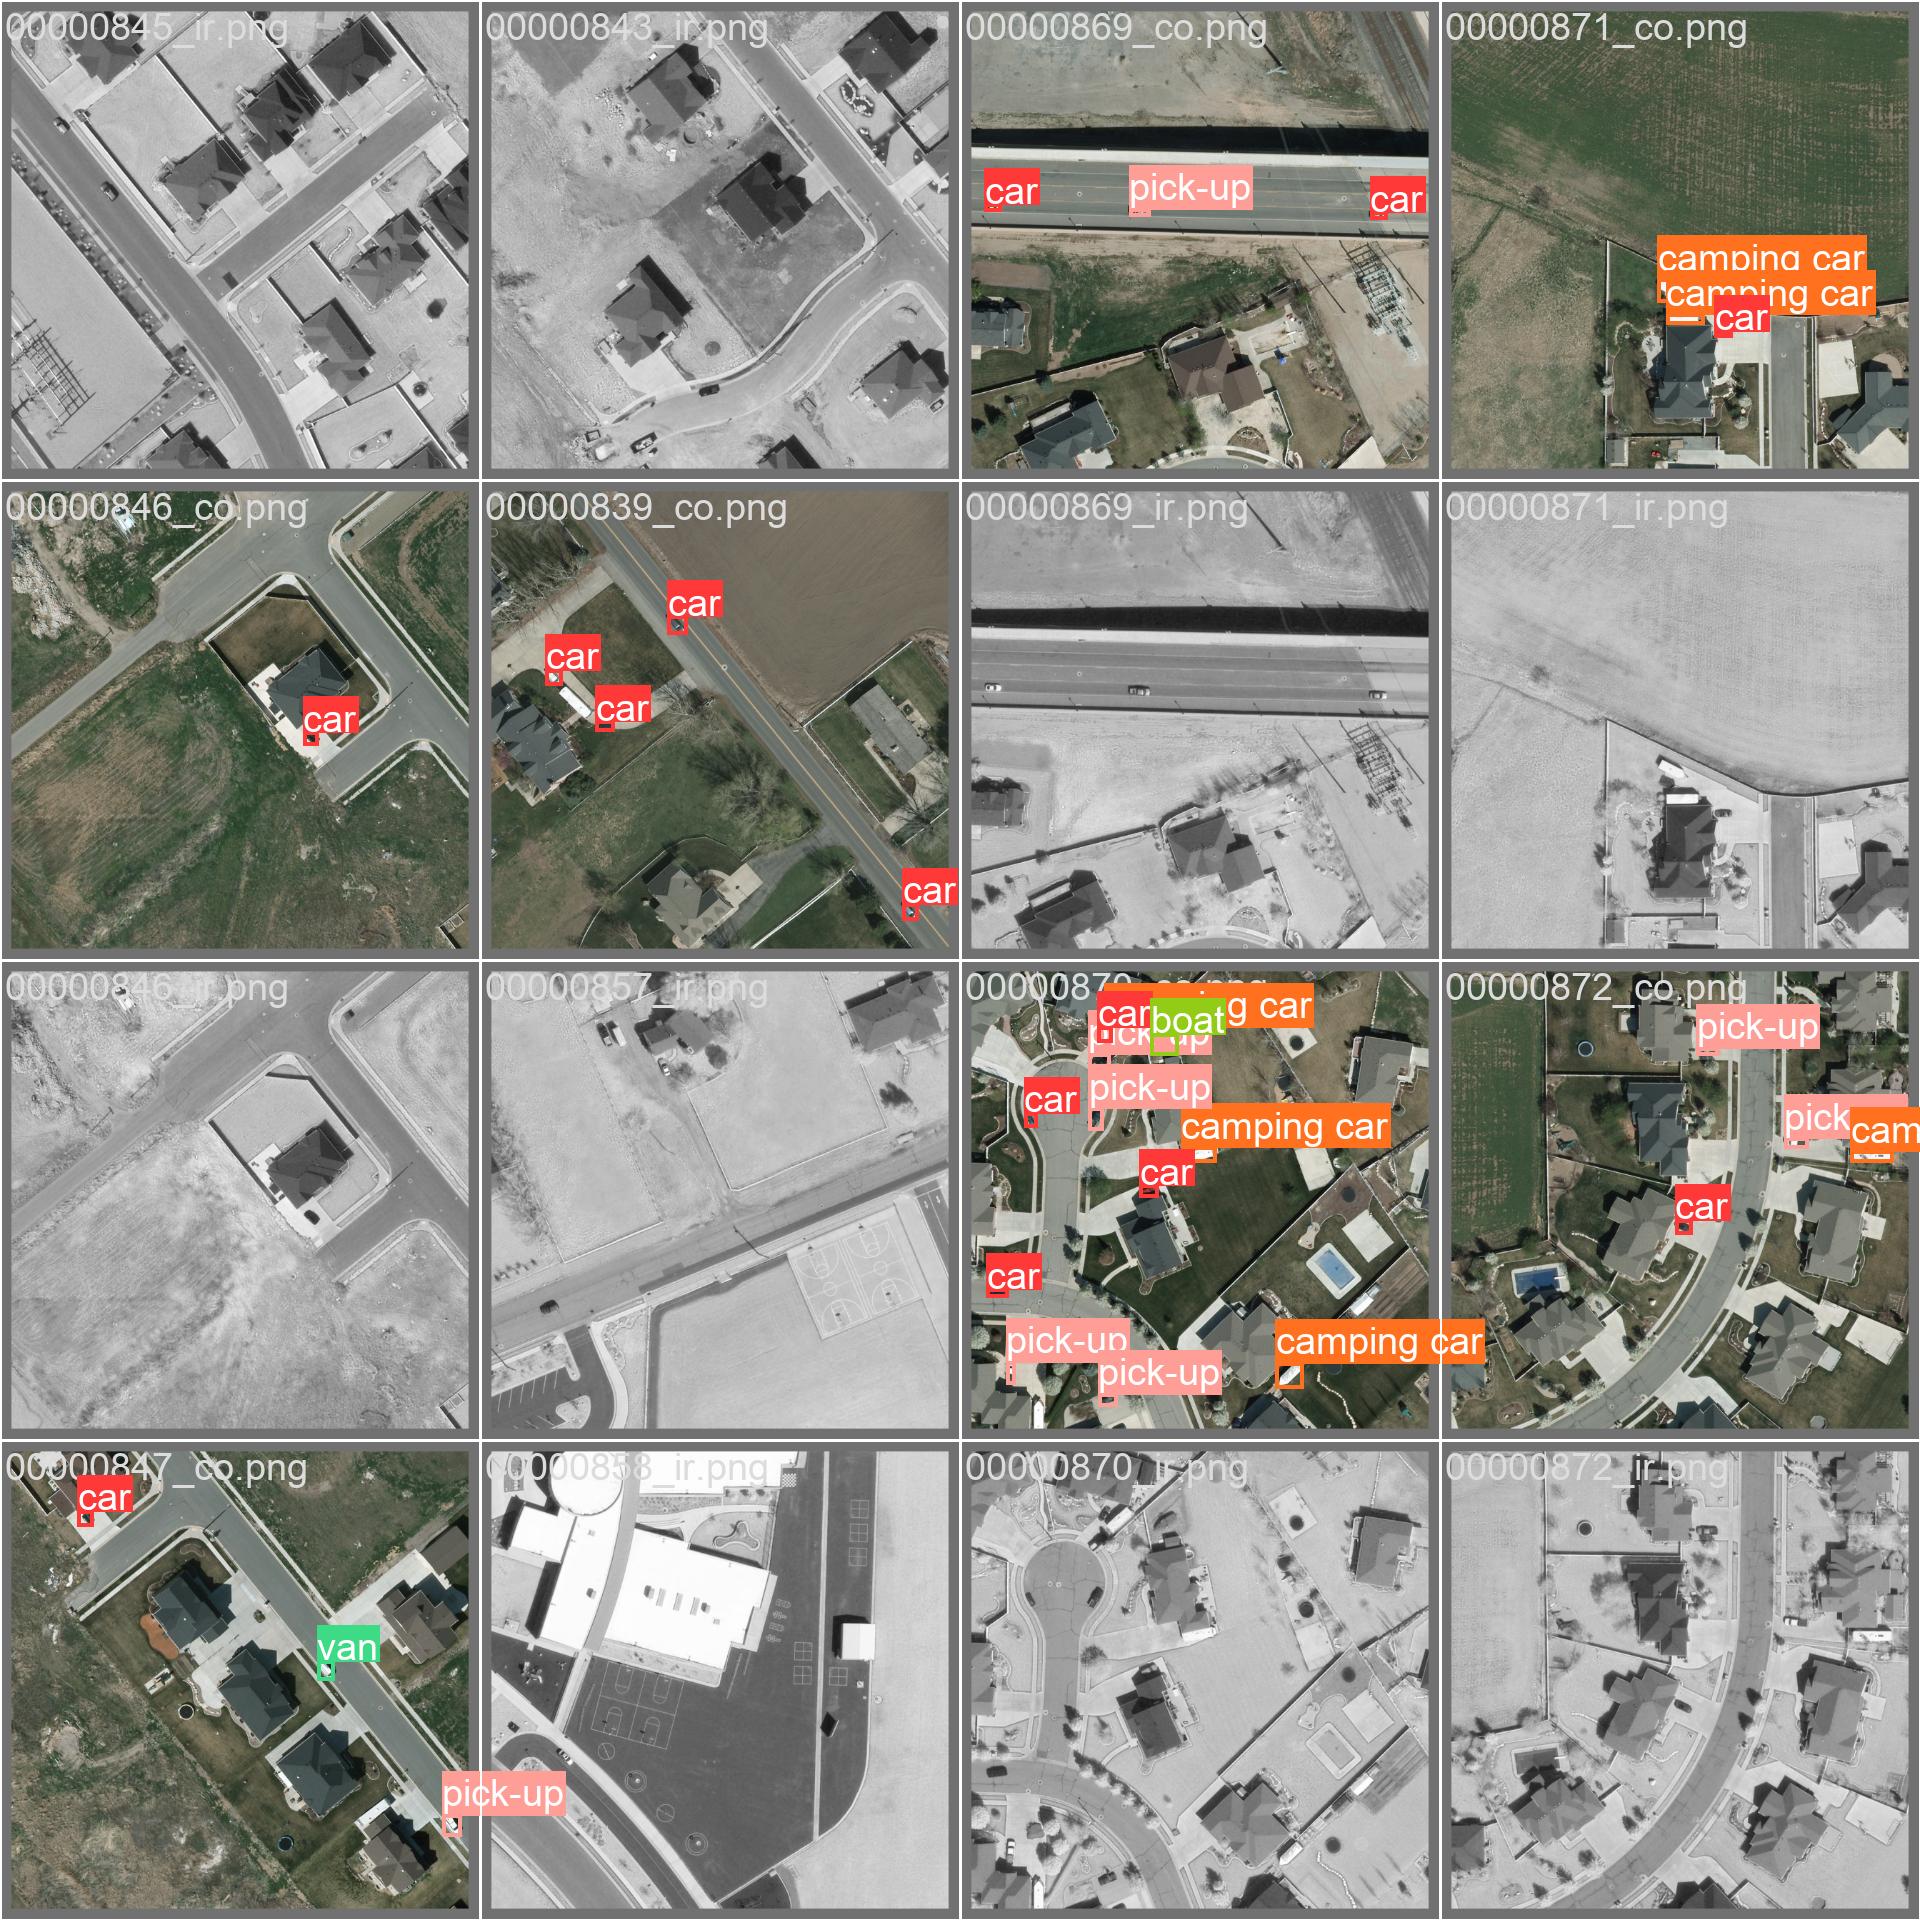 00000845_ir.png
00000843_ir.png
00000869_co.png
car
pick-up
car
00000871_co.png
camping car
camping car
car
00000846_co.png
car
00000839_co.png
car
car
car
car
00000869_ir.png
00000871_ir.png
00000846_ir.png
00000857_ir.png
car
boat
g car
pick-up
pick-up
car
camping car
car
car
pick-up
camping car
pick-up
00000872_co.png
pick-up
pick
cam
car
00000847_co.png
car
van
pick-up
00000858_ir.png
00000870_ir.png
00000872_ir.png